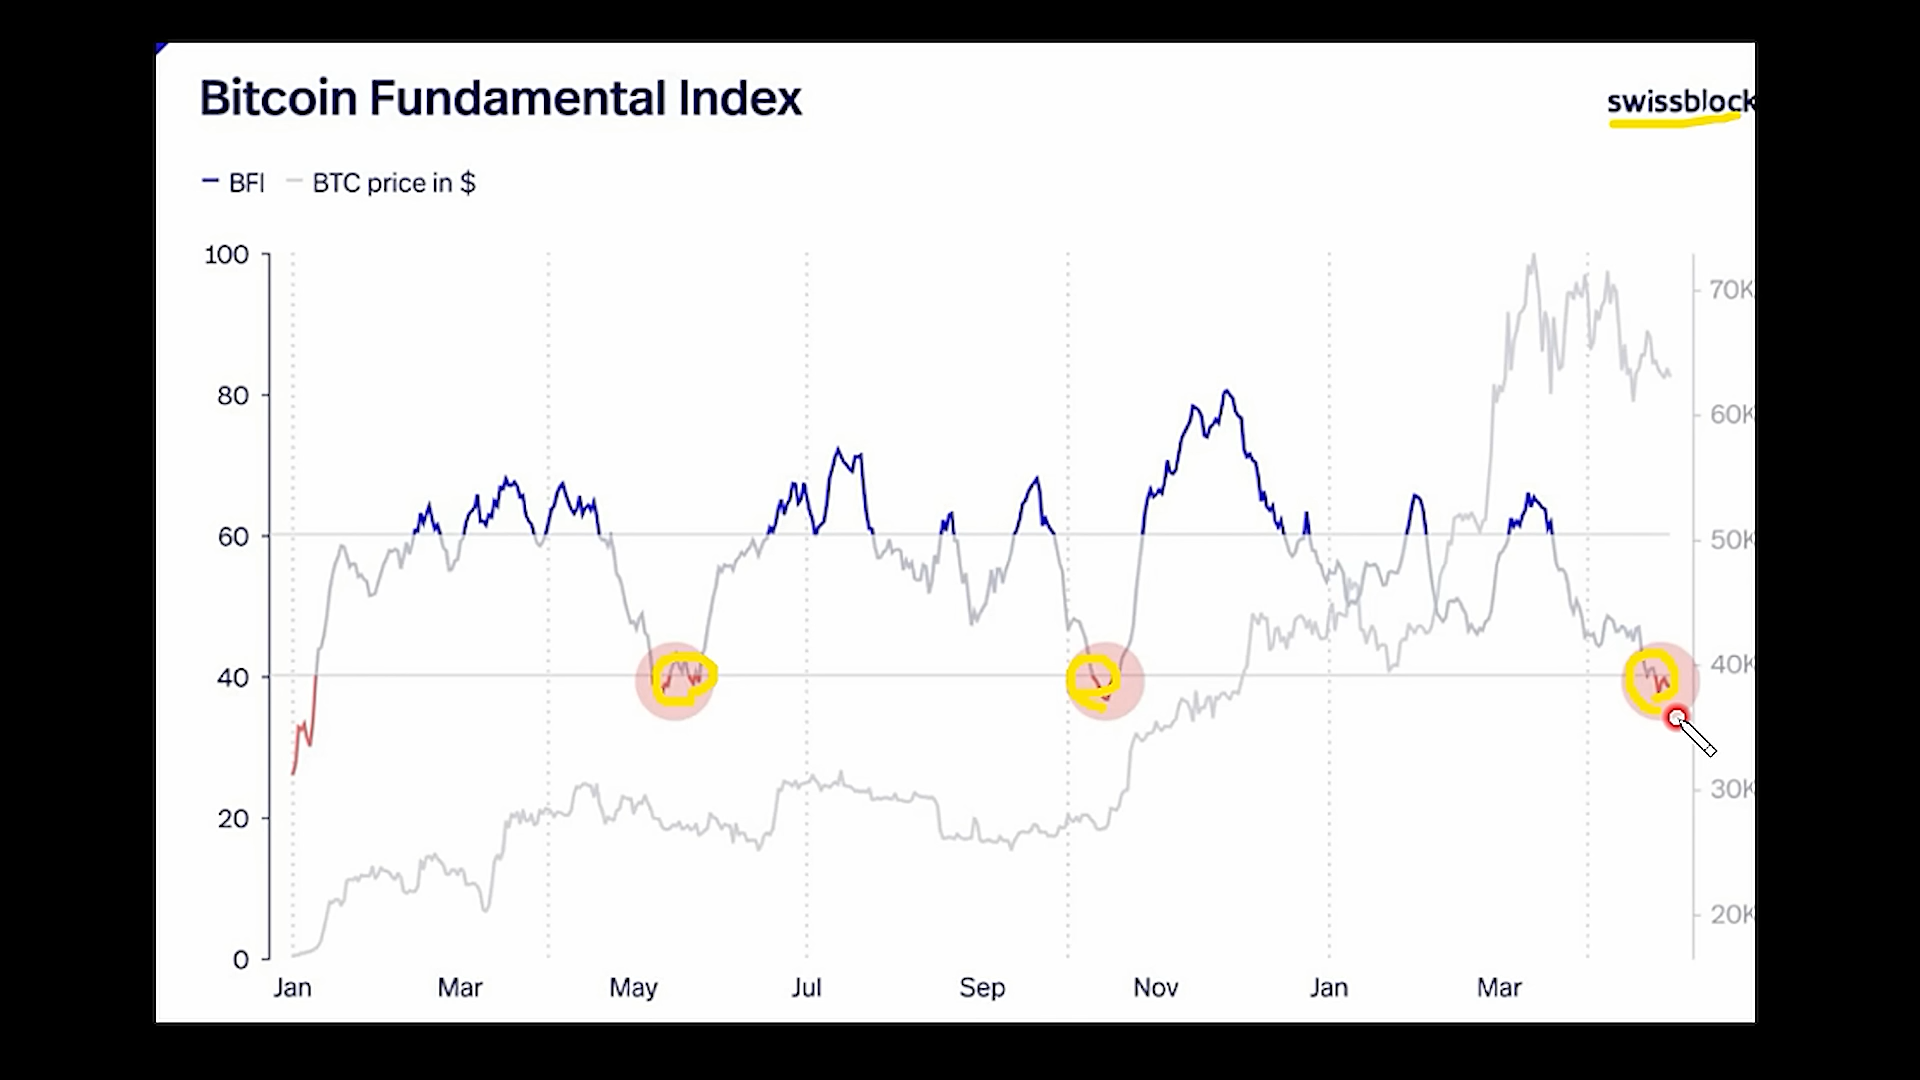 Bitcoin Fundamental Index
swissblock
BFI BTC price in $
100
80
60
40
20
0
70K
60K
50K
40K
30K
20K
Jan Mar May Jul Sep Nov Jan Mar